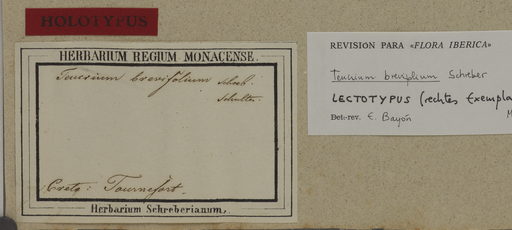 HOLOTYPUS
HERBARIUM REGIUM MONACENSE.
Teucrium brevifolium Schreb.
Schulter.
Creta: Tournefort.
Herbarium Schreberianum.
REVISION PARA «FLORA IBERICA»
Teucrium brevifolium Schreber
LECTOTYPUS (rechtes Exempla
Det.-rev. E. Bayón